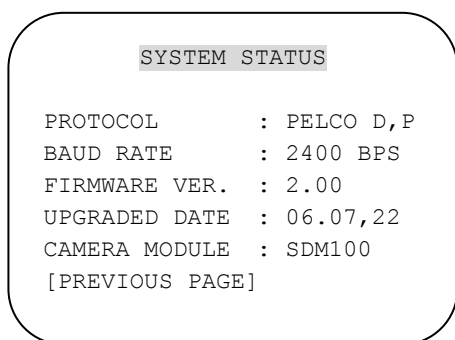 SYSTEM STATUS
PROTOCOL : PELCO D,P
BAUD RATE : 2400 BPS
FIRMWARE VER. : 2.00
UPGRADED DATE : 06.07,22
CAMERA MODULE : SDM100
[PREVIOUS PAGE]